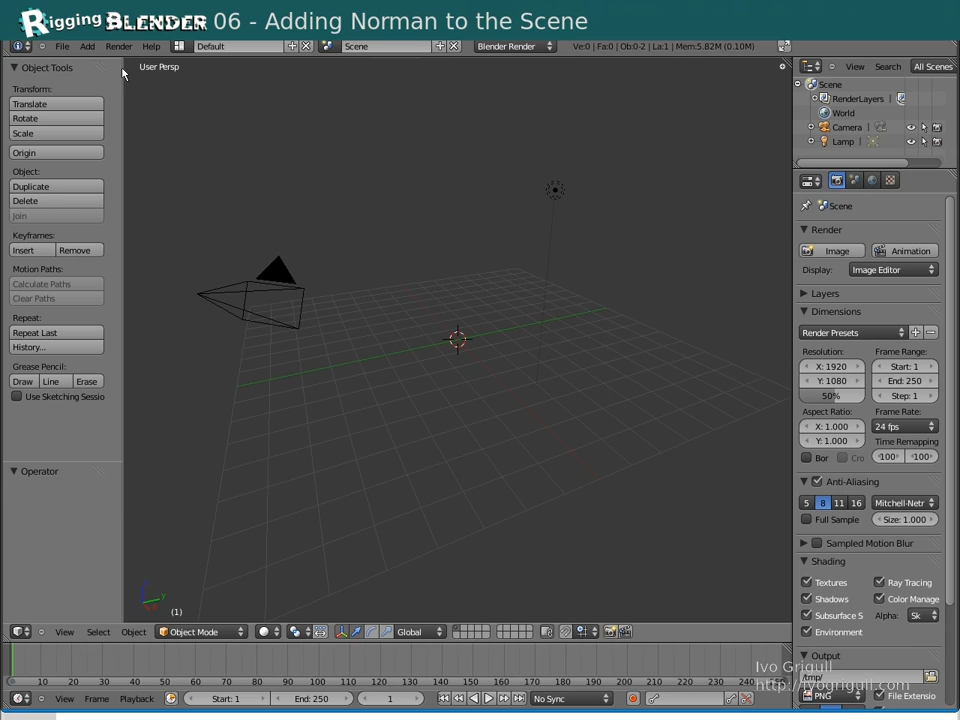 Rigging BLENDER 06 - Adding Norman to the Scene
File Add Render Help Default Scene Blender Render Ve:0 | Fa:0 | Ob:0-2 | La:1 | Mem:5.82M (0.10M)
Object Tools
Transform:
Translate
Rotate
Scale
Origin
Object:
Duplicate
Delete
Join
Keyframes:
Insert Remove
Motion Paths:
Calculate Paths
Clear Paths
Repeat:
Repeat Last
History...
Grease Pencil:
Draw Line Erase
Use Sketching Sessio
Operator
User Persp
(1)
View Select Object Object Mode Global
View Search All Scenes
Scene
RenderLayers
World
Camera
Lamp
Scene
Render
Image Animation
Display: Image Editor
Layers
Dimensions
Render Presets
Resolution: Frame Range:
X: 1920 Start: 1
Y: 1080 End: 250
50% Step: 1
Aspect Ratio: Frame Rate:
X: 1.000 24 fps
Y: 1.000 Time Remapping
Bor Cro 100 100
Anti-Aliasing
5 8 11 16 Mitchell-Netr
Full Sample Size: 1.000
Sampled Motion Blur
Shading
Textures Ray Tracing
Shadows Color Manage
Subsurface S Alpha: Sk
Environment
Output
/tmp/
PNG File Extensio
10 20 30 40 50 60 70 80 90 100 110 120 130 140 150 160 170 180 190 200 210 220 230 240
View Frame Playback Start: 1 End: 250 1 No Sync
Ivo Grigull
http://ivogrigull.com